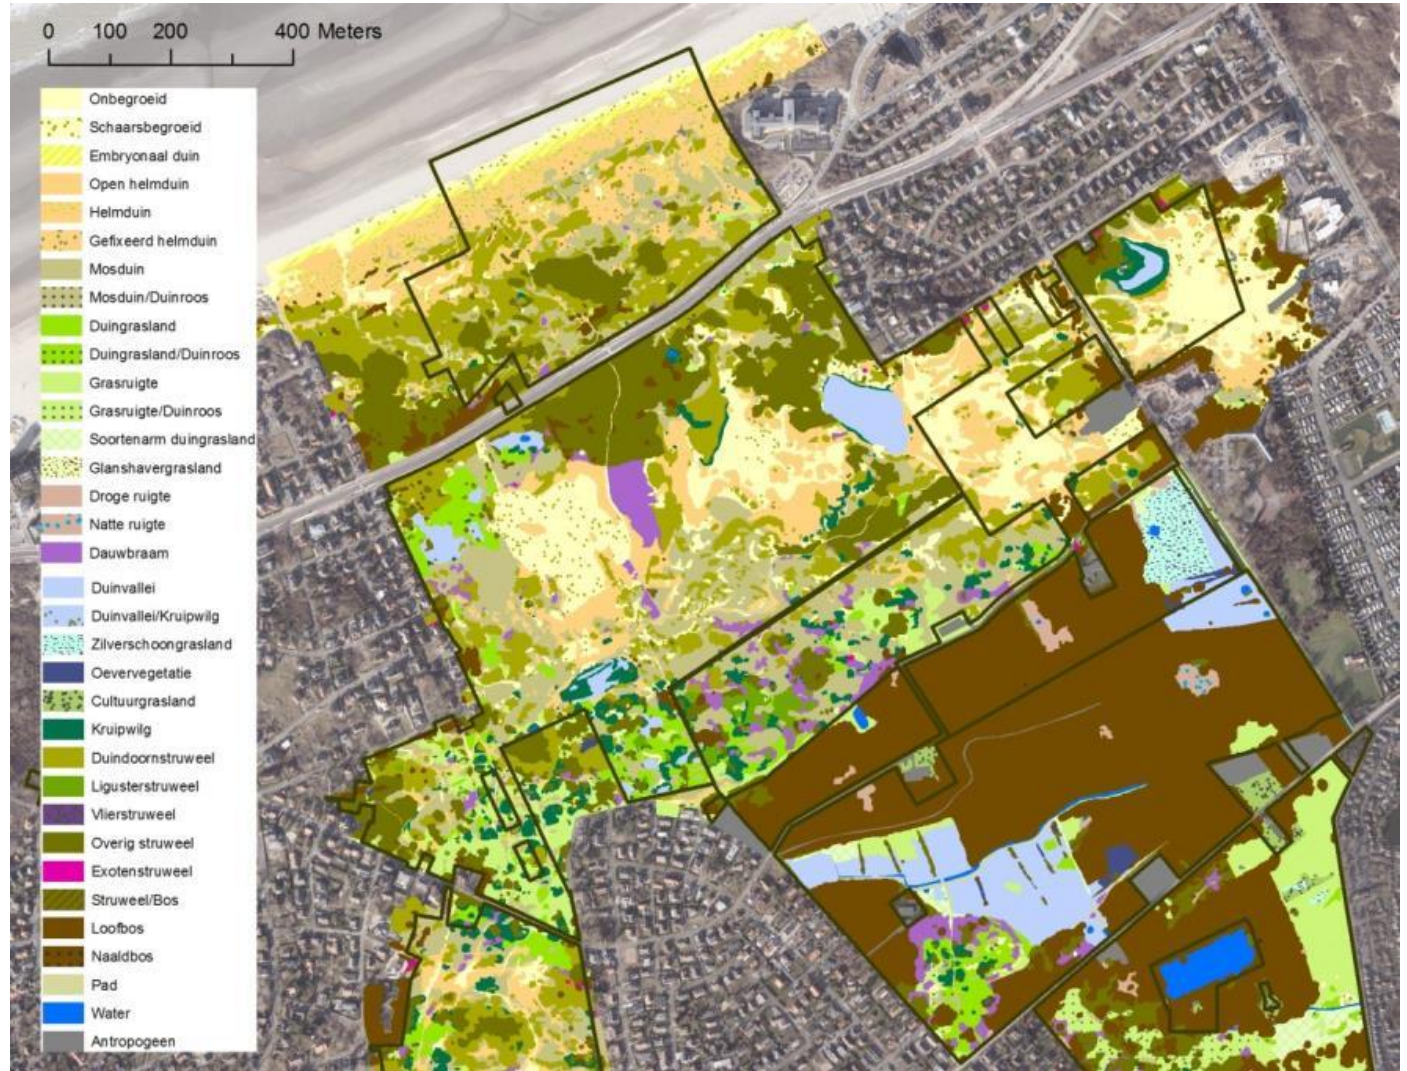 0 100 200 400 Meters
Onbegroeid
Schaarsbegroeid
Embryonaal duin
Open helmduin
Helmduin
Gefixeerd helmduin
Mosduin
Mosduin/Duinroos
Duingrasland
Duingrasland/Duinroos
Grasruigte
Grasruigte/Duinroos
Soortenarm duingrasland
Glanshavergrasland
Droge ruigte
Natte ruigte
Dauwbraam
Duinvallei
Duinvallei/Kruipwilg
Zilverschoongrasland
Oevervegetatie
Cultuurgrasland
Kruipwilg
Duindoornstruweel
Ligusterstruweel
Vlierstruweel
Overig struweel
Exotenstruweel
Struweel/Bos
Loofbos
Naaldbos
Pad
Water
Antropogeen